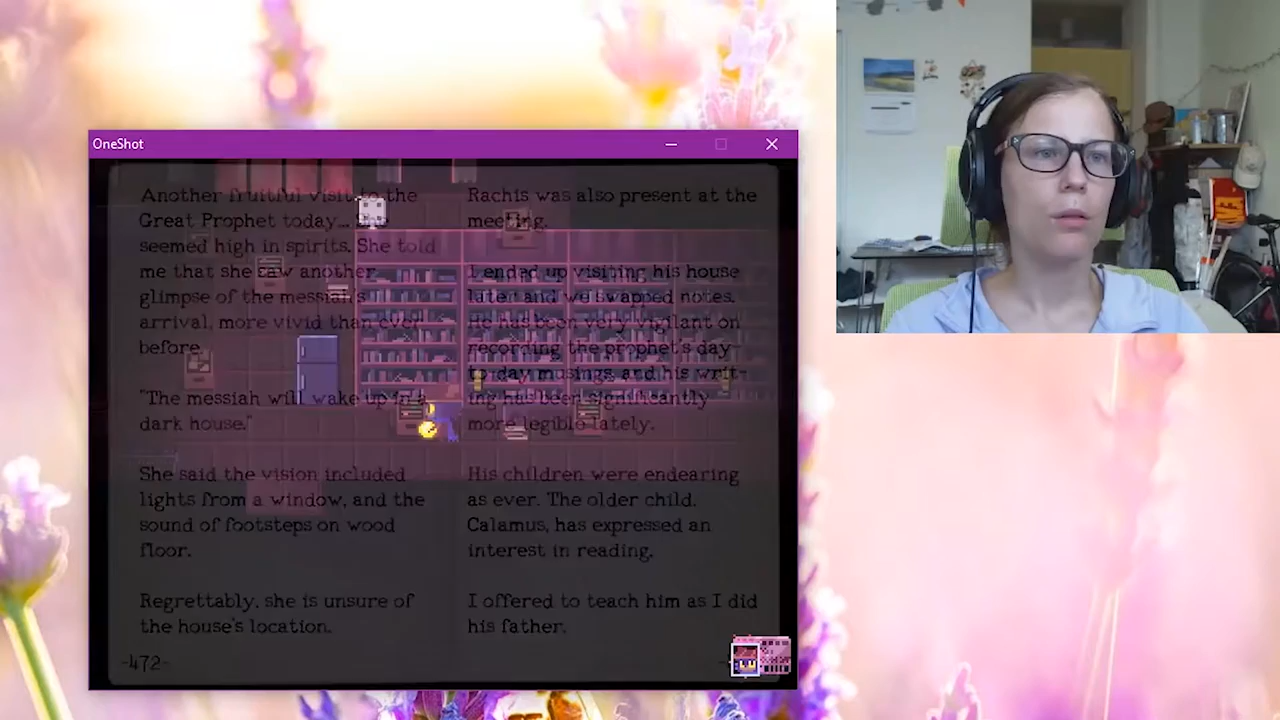 OneShot
Another fruitful visit to the
Great Prophet today...
seemed high in spirits. She told
me that she saw another
glimpse of the messiah's
arrival, more vivid than ever
before.
"The messiah will wake up in a
dark house."
She said the vision included
lights from a window, and the
sound of footsteps on wood
floor.
Regrettably, she is unsure of
the house's location.
-472-
Rachis was also present at the
meeting.
I ended up visiting his house
later and we swapped notes.
He has been very vigilant on
recording the prophet's day-
to-day musings, and his writ-
ing has been significantly
more legible lately.
His children were endearing
as ever. The older child,
Calamus, has expressed an
interest in reading.
I offered to teach him as I did
his father.